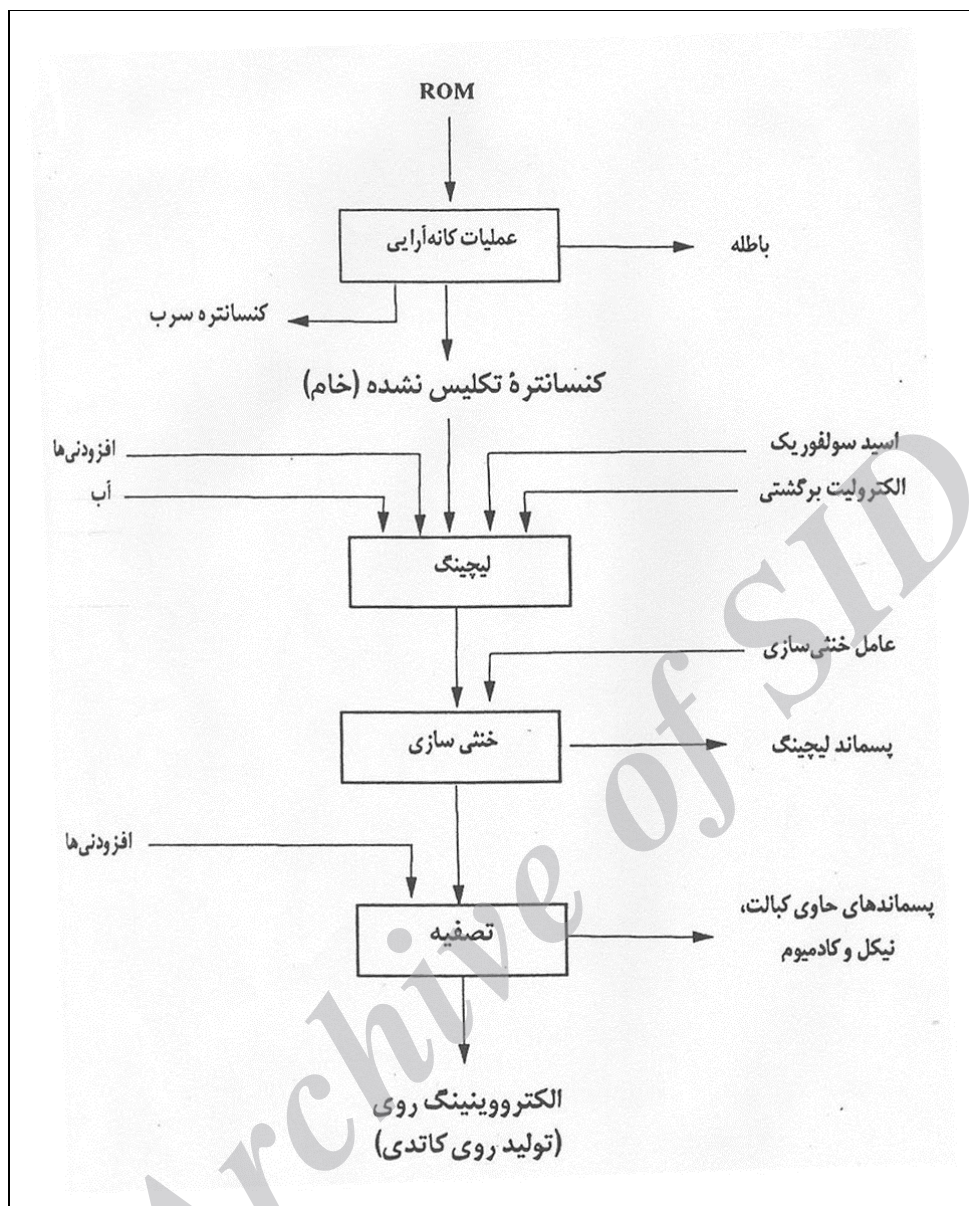 ROM
عملیات کانه‌آرایی
باطله
کنسانتره سرب
کنسانترهٔ تکلیس نشده (خام)
افزودنی‌ها
آب
اسید سولفوریک
الکترولیت برگشتی
لیچینگ
عامل خنثی‌سازی
خنثی سازی
پسماند لیچینگ
افزودنی‌ها
تصفیه
پسماندهای حاوی کبالت،
نیکل و کادمیوم
الکترووینینگ روی
(تولید روی کاتدی)
Archive of SID